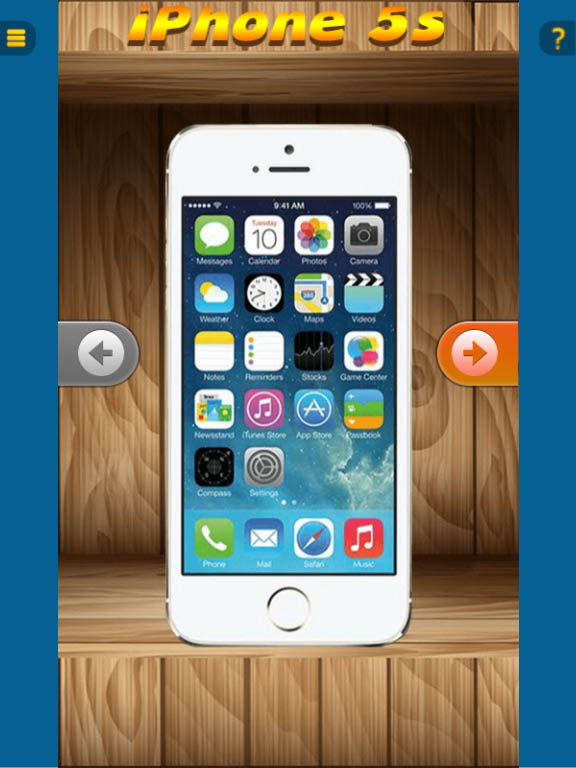 iPhone 5s
?
9:41 AM 100%
Tuesday
10
Messages Calendar Photos Camera
280
Weather Clock Maps Videos
Notes Reminders Stocks Game Center
Newsstand iTunes Store App Store Passbook
Compass Settings
Phone Mail Safari Music